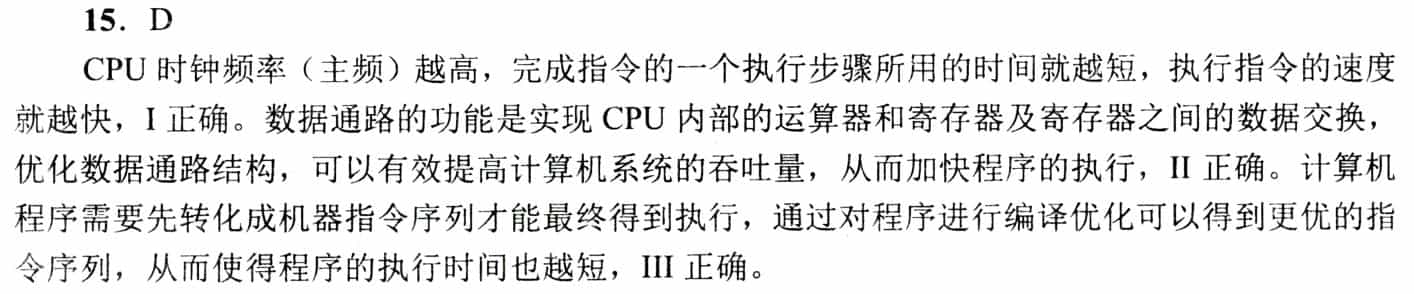 15. D
CPU 时钟频率（主频）越高，完成指令的一个执行步骤所用的时间就越短，执行指令的速度
就越快，I 正确。数据通路的功能是实现 CPU 内部的运算器和寄存器及寄存器之间的数据交换，
优化数据通路结构，可以有效提高计算机系统的吞吐量，从而加快程序的执行，II 正确。计算机
程序需要先转化成机器指令序列才能最终得到执行，通过对程序进行编译优化可以得到更优的指
令序列，从而使得程序的执行时间也越短，III 正确。